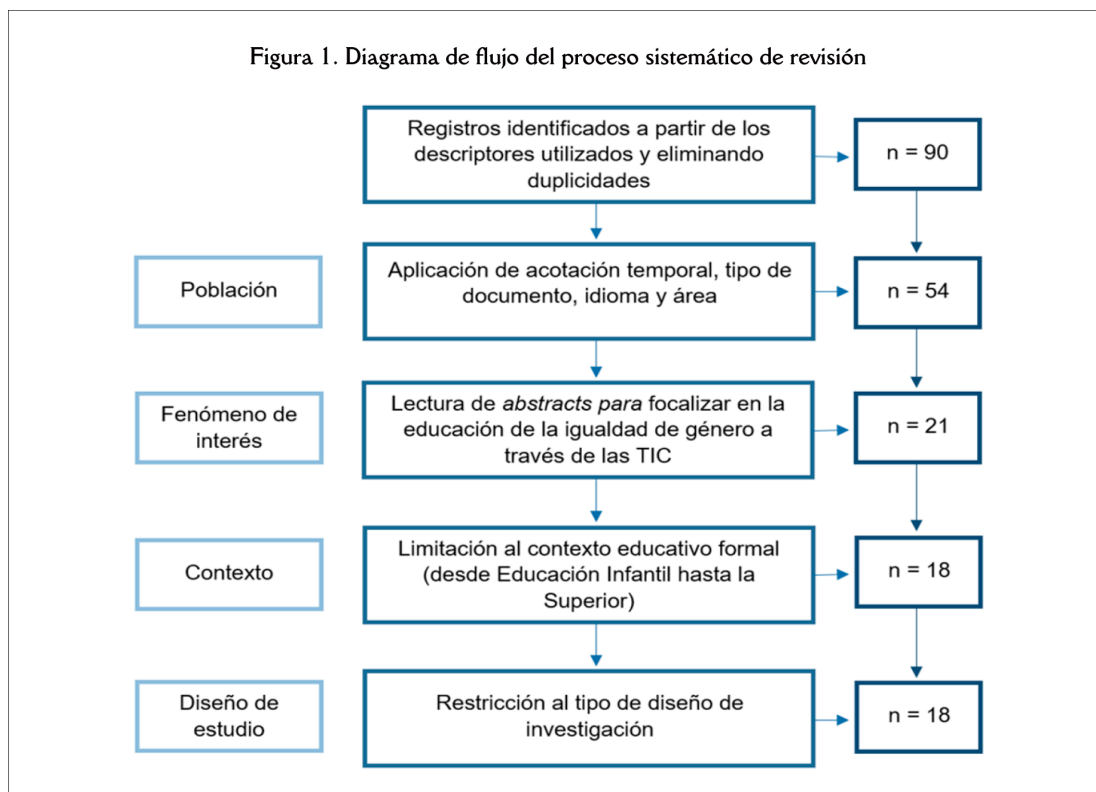 Figura 1. Diagrama de flujo del proceso sistemático de revisión
Registros identificados a partir de los
descriptores utilizados y eliminando
duplicidades
n = 90
Población
Aplicación de acotación temporal, tipo de
documento, idioma y área
n = 54
Fenómeno de
interés
Lectura de abstracts para focalizar en la
educación de la igualdad de género a
través de las TIC
n = 21
Contexto
Limitación al contexto educativo formal
(desde Educación Infantil hasta la
Superior)
n = 18
Diseño de
estudio
Restricción al tipo de diseño de
investigación
n = 18